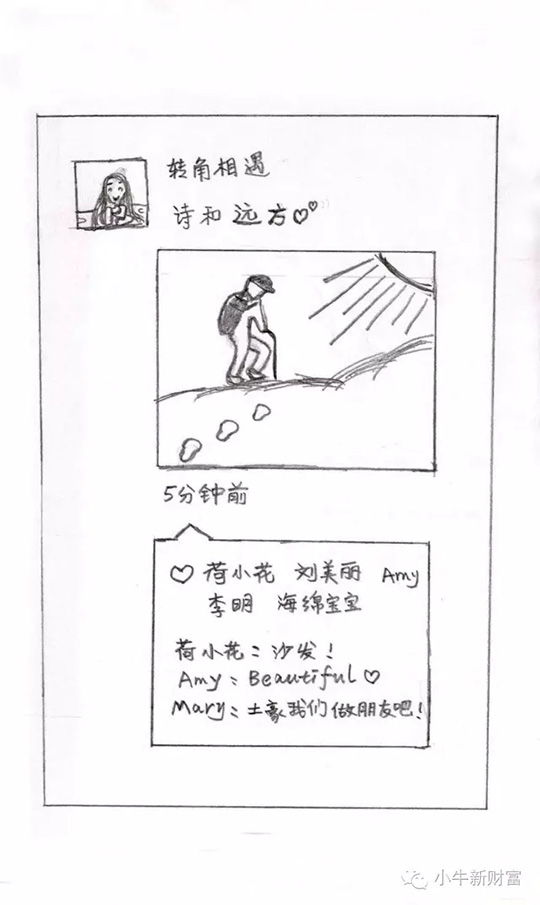 转角相遇
诗和远方♡♡
5分钟前
♡荷小花 刘美丽 Amy
李明 海绵宝宝
荷小花：沙发！
Amy：Beautiful♡
Mary：土豪我们做朋友吧！
小牛新财富